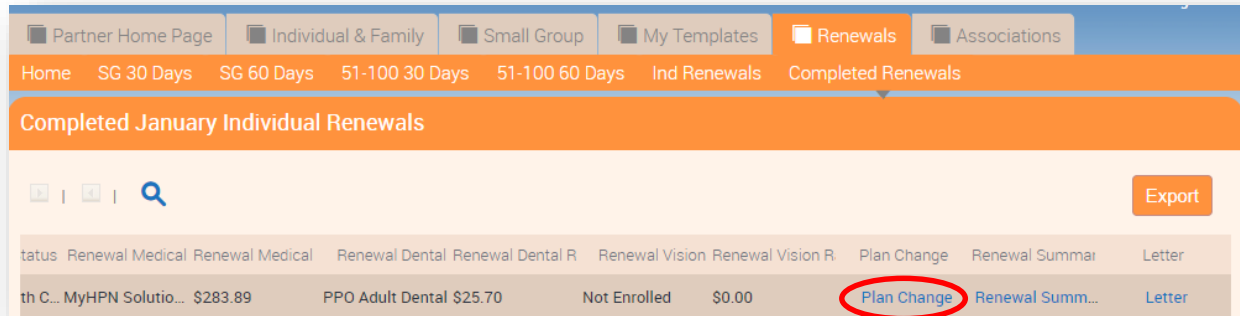 Partner Home Page Individual & Family Small Group My Templates Renewals Associations
Home SG 30 Days SG 60 Days 51-100 30 Days 51-100 60 Days Ind Renewals Completed Renewals
Completed January Individual Renewals
| |
Export
tatus Renewal Medical Renewal Medical Renewal Dental Renewal Dental R Renewal Vision Renewal Vision R Plan Change Renewal Summar Letter
th C... MyHPN Solutio... $283.89 PPO Adult Dental $25.70 Not Enrolled $0.00 Plan Change Renewal Summ... Letter